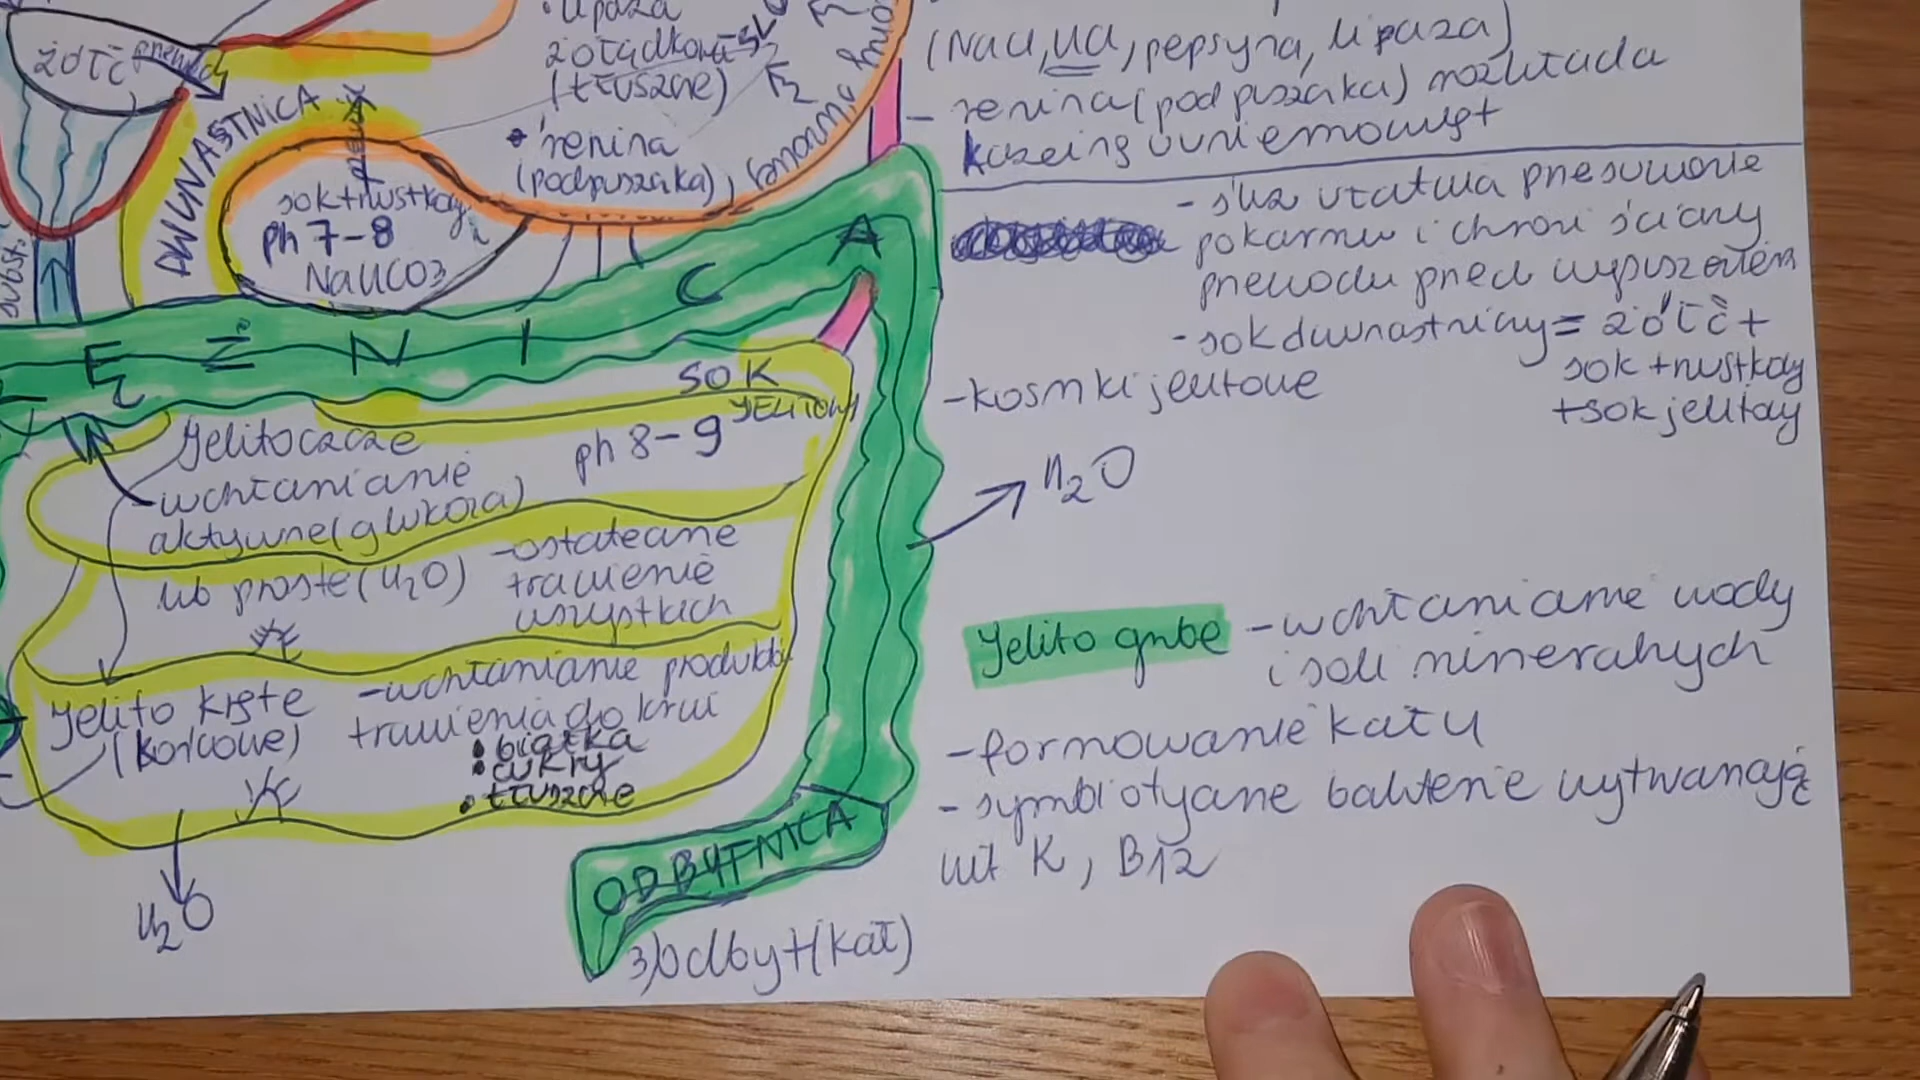 żółć
przewód
subst.
DWUNASTNICA
lipaza
żołądkowa
(tłuszcze)
renina
(podpuszczka)
sok trzustkowy
ph 7-8
NaHCO3
OKRĘŻNICA
SOK
JELITOWY
ph 8-9
Jelito czcze
-wchłanianie
aktywne (glukoza)
lub proste (H2O)
-ostateczne
trawienie
wszystkich
Jelito kręte
(końcowe)
-wchłanianie produktów
trawienia do krwi
• białka
• cukry
• tłuszcze
H2O
ODBYTNICA
3) odbyt (kał)
(NaCl, HCl, pepsyna, lipaza)
- renina (podpuszczka) rozkłada
kazeinę u niemowląt
- śluz ułatwia przesuwanie
pokarmu i chroni ściany
przewodu przed wypuszczeniem
-sok dwunastniczy = żółć +
sok trzustkowy
+sok jelitowy
-kosmki jelitowe
H2O
Jelito grube -wchłanianie wody
i soli mineralnych
-formowanie kału
- symbiotyczne bakterie wytwarzają
wit K, B12